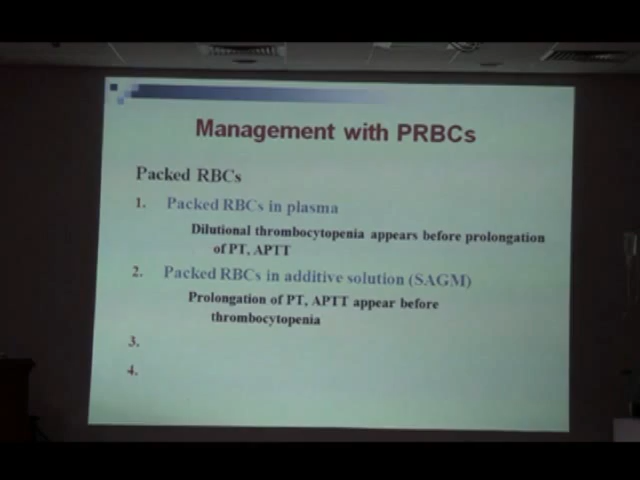 Management with PRBCs
Packed RBCs
1. Packed RBCs in plasma
Dilutional thrombocytopenia appears before prolongation
of PT, APTT
2. Packed RBCs in additive solution (SAGM)
Prolongation of PT, APTT appear before
thrombocytopenia
3.
4.